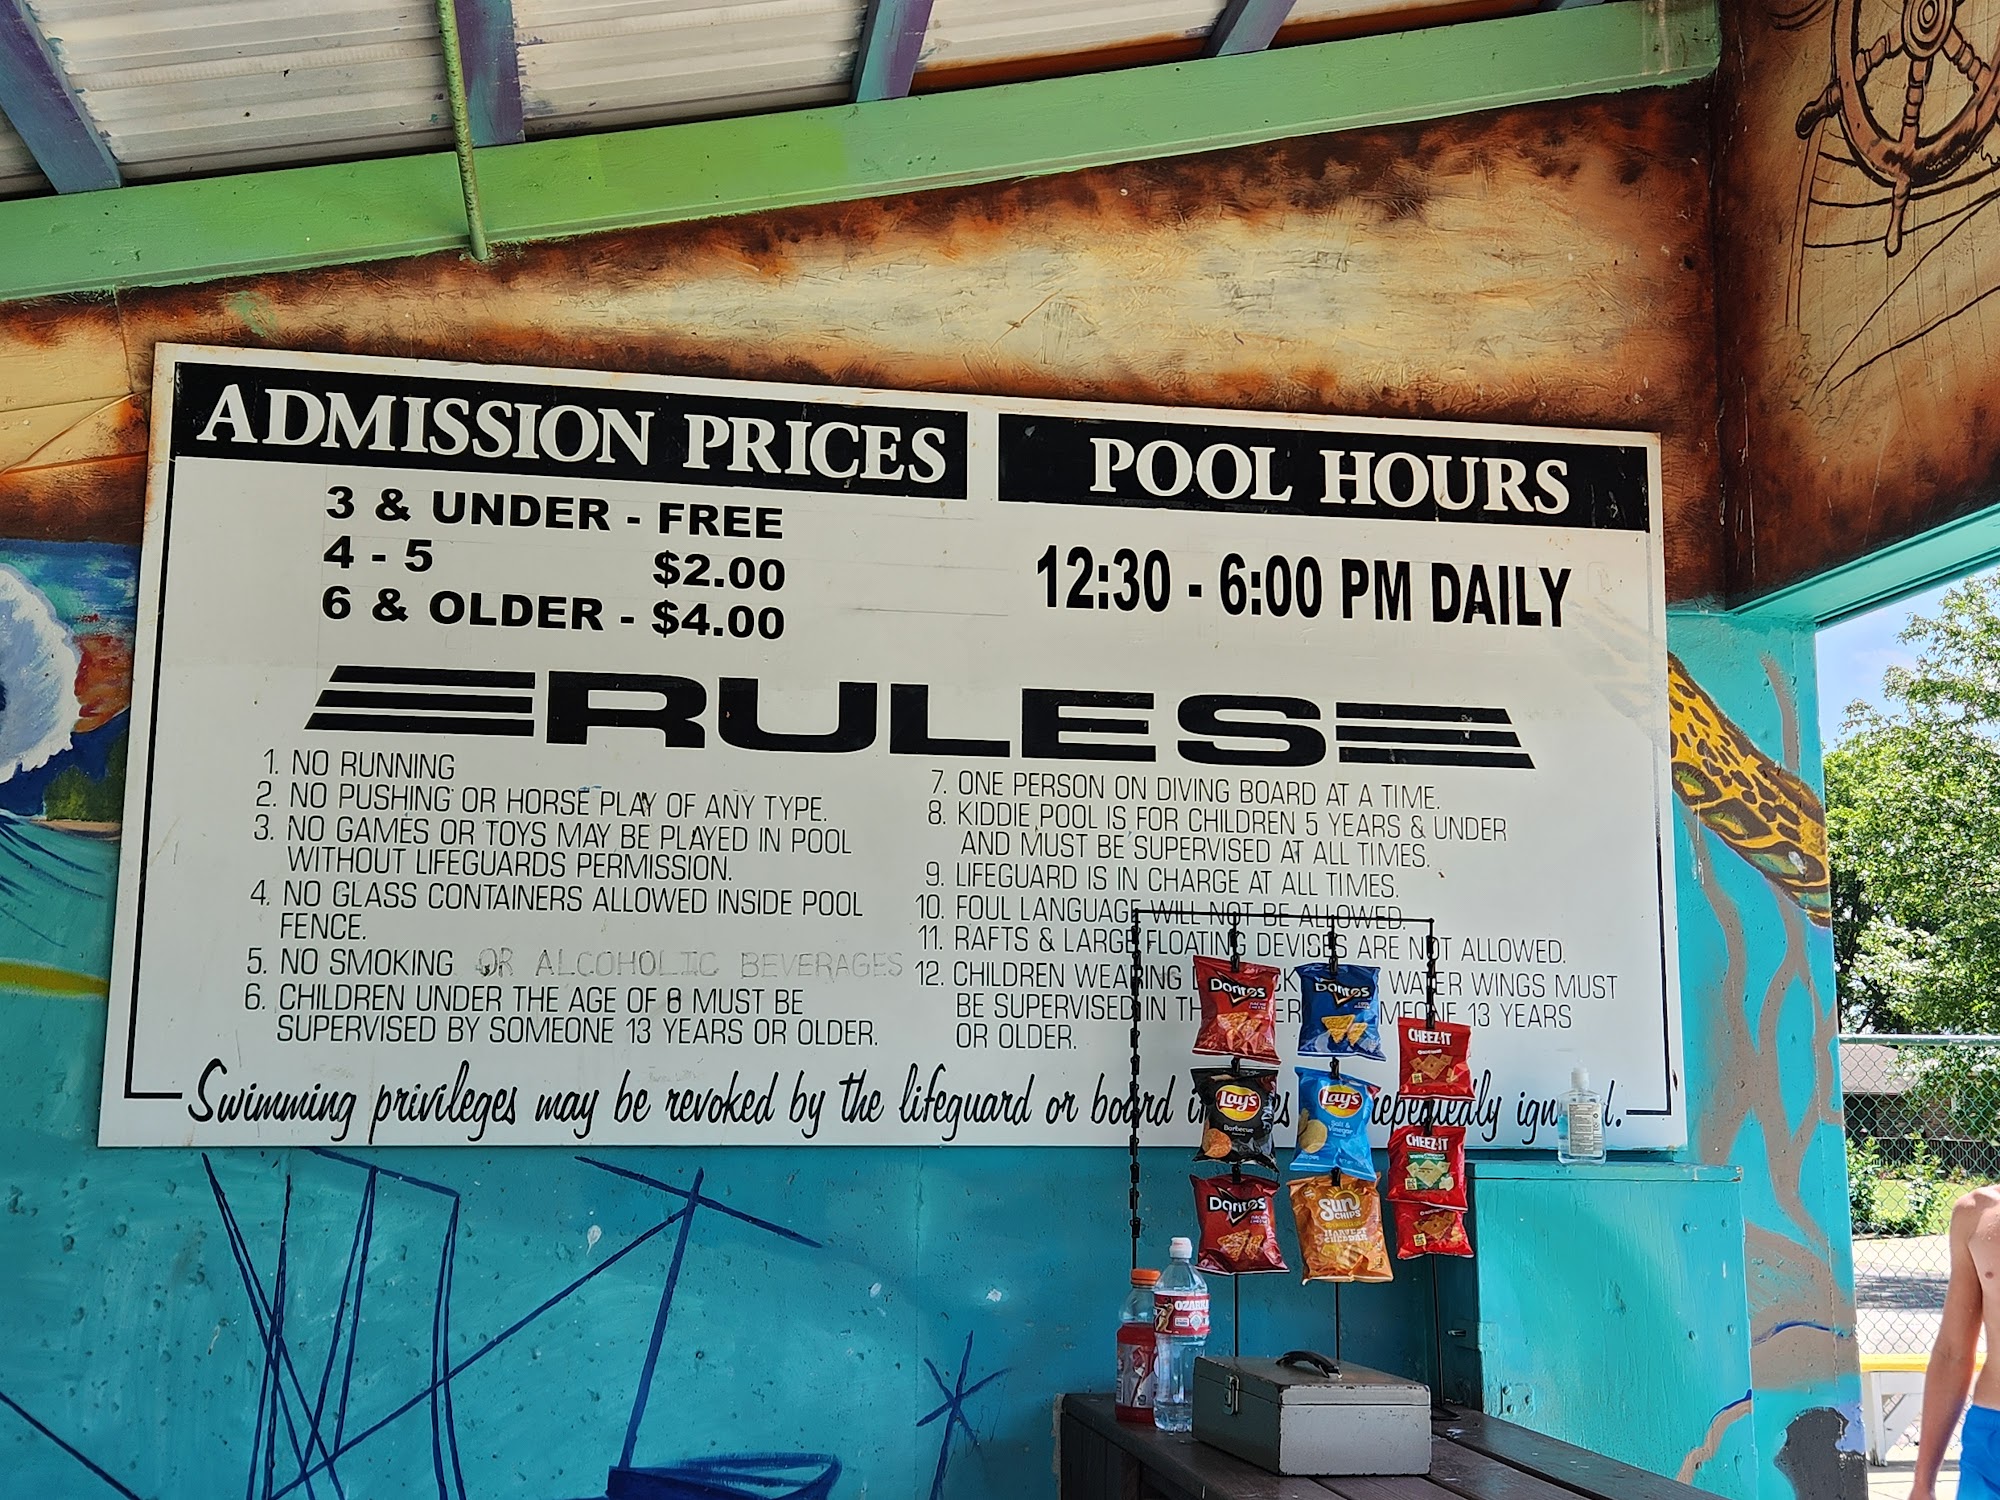 ADMISSION PRICES
3 & UNDER - FREE
4 - 5 $2.00
6 & OLDER - $4.00
POOL HOURS
12:30 - 6:00 PM DAILY
RULES
1. NO RUNNING
2. NO PUSHING OR HORSE PLAY OF ANY TYPE.
3. NO GAMES OR TOYS MAY BE PLAYED IN POOL
WITHOUT LIFEGUARDS PERMISSION.
4. NO GLASS CONTAINERS ALLOWED INSIDE POOL
FENCE.
5. NO SMOKING OR ALCOHOLIC BEVERAGES
6. CHILDREN UNDER THE AGE OF 8 MUST BE
SUPERVISED BY SOMEONE 13 YEARS OR OLDER.
7. ONE PERSON ON DIVING BOARD AT A TIME.
8. KIDDIE POOL IS FOR CHILDREN 5 YEARS & UNDER
AND MUST BE SUPERVISED AT ALL TIMES.
9. LIFEGUARD IS IN CHARGE AT ALL TIMES.
10. FOUL LANGUAGE WILL NOT BE ALLOWED.
11. RAFTS & LARGE FLOATING DEVISES ARE NOT ALLOWED.
12. CHILDREN WEARING WATER WINGS MUST
BE SUPERVISED IN 13 YEARS
OR OLDER.
Swimming privileges may be revoked by the lifeguard or board repeatedly
Doritos
Doritos
CHEEZ-IT
Lay's
Barbecue
Lay's
Salt & Vinegar
CHEEZ-IT
Doritos
Sun CHIPS
HARVEST CHEDDAR